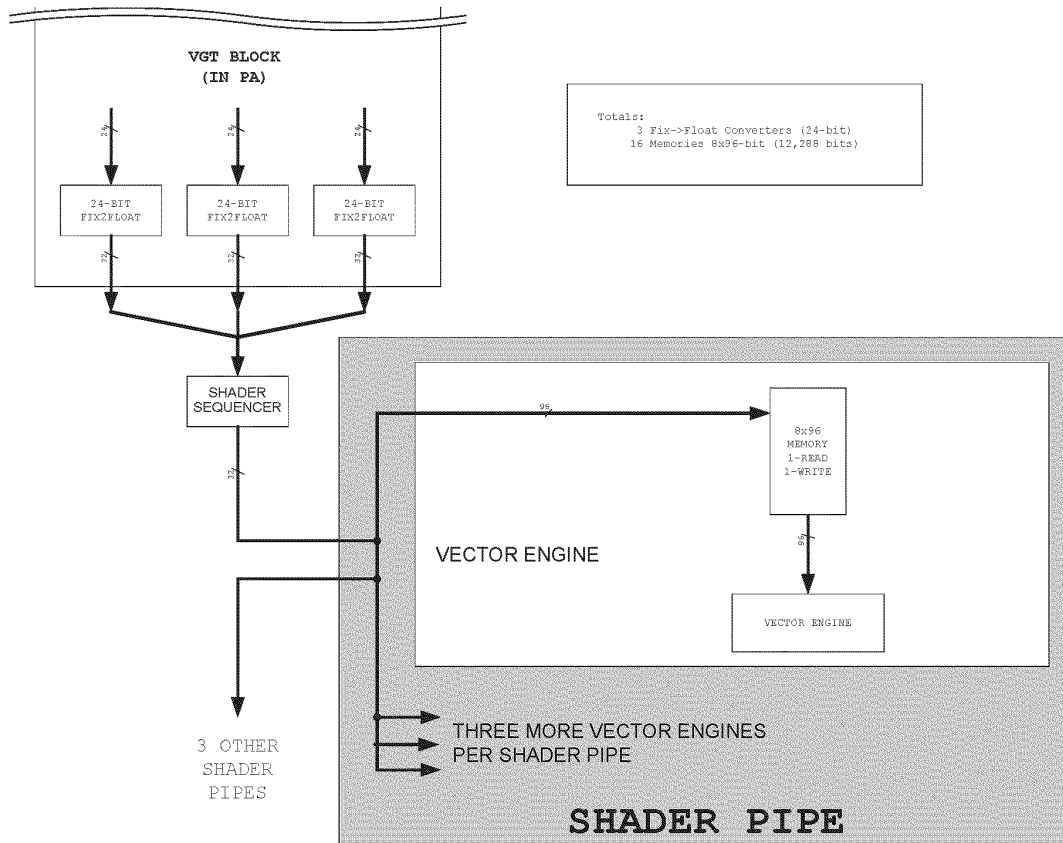 VGT BLOCK
(IN PA)
24
24
24
24-BIT
FIX2FLOAT
24-BIT
FIX2FLOAT
24-BIT
FIX2FLOAT
32
32
32
Totals:
3 Fix->Float Converters (24-bit)
16 Memories 8x96-bit (12,288 bits)
SHADER
SEQUENCER
32
96
8x96
MEMORY
1-READ
1-WRITE
96
VECTOR ENGINE
VECTOR ENGINE
3 OTHER
SHADER
PIPES
THREE MORE VECTOR ENGINES
PER SHADER PIPE
SHADER PIPE